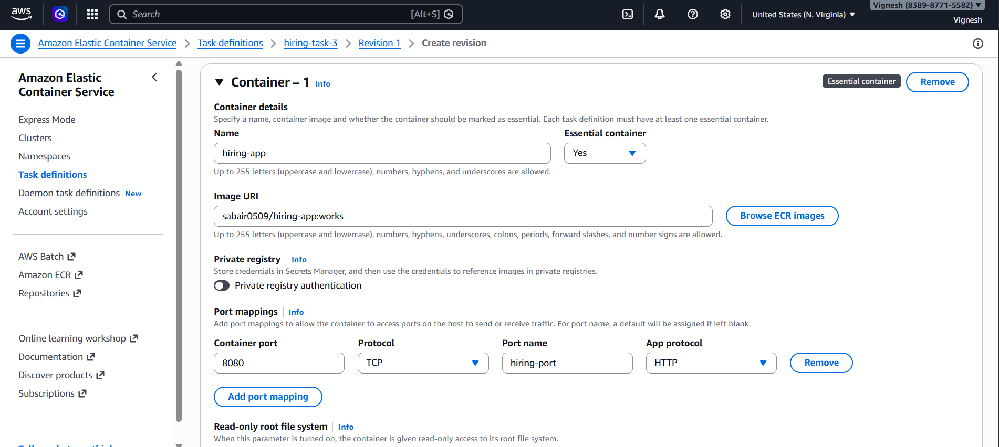 aws
Search [Alt+S]
United States (N. Virginia)
Vignesh (8389-8771-5582)
Vignesh
Amazon Elastic Container Service > Task definitions > hiring-task-3 > Revision 1 > Create revision
Amazon Elastic
Container Service
Express Mode
Clusters
Namespaces
Task definitions
Daemon task definitions New
Account settings
AWS Batch
Amazon ECR
Repositories
Online learning workshop
Documentation
Discover products
Subscriptions
Container – 1 Info
Essential container
Remove
Container details
Specify a name, container image and whether the container should be marked as essential. Each task definition must have at least one essential container.
Name Essential container
hiring-app Yes
Up to 255 letters (uppercase and lowercase), numbers, hyphens, and underscores are allowed.
Image URI
sabair0509/hiring-app:works Browse ECR images
Up to 255 letters (uppercase and lowercase), numbers, hyphens, underscores, colons, periods, forward slashes, and number signs are allowed.
Private registry Info
Store credentials in Secrets Manager, and then use the credentials to reference images in private registries.
Private registry authentication
Port mappings Info
Add port mappings to allow the container to access ports on the host to send or receive traffic. For port name, a default will be assigned if left blank.
Container port Protocol Port name App protocol
8080 TCP hiring-port HTTP Remove
Add port mapping
Read-only root file system Info
When this parameter is turned on, the container is given read-only access to its root file system.